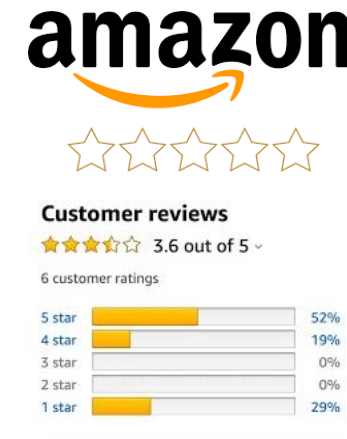 amazon
Customer reviews
3.6 out of 5
6 customer ratings
5 star 52%
4 star 19%
3 star 0%
2 star 0%
1 star 29%